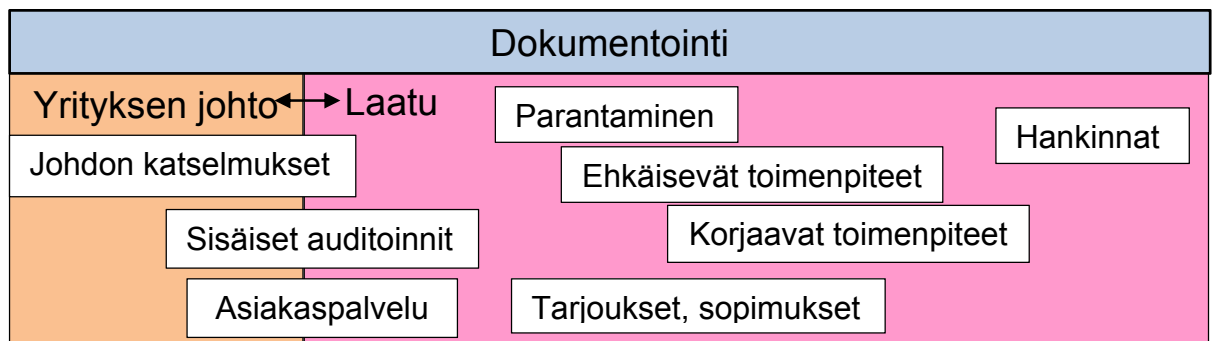 Dokumentointi
Yrityksen johto
Laatu
Parantaminen
Hankinnat
Johdon katselmukset
Ehkäisevät toimenpiteet
Sisäiset auditoinnit
Korjaavat toimenpiteet
Asiakaspalvelu
Tarjoukset, sopimukset